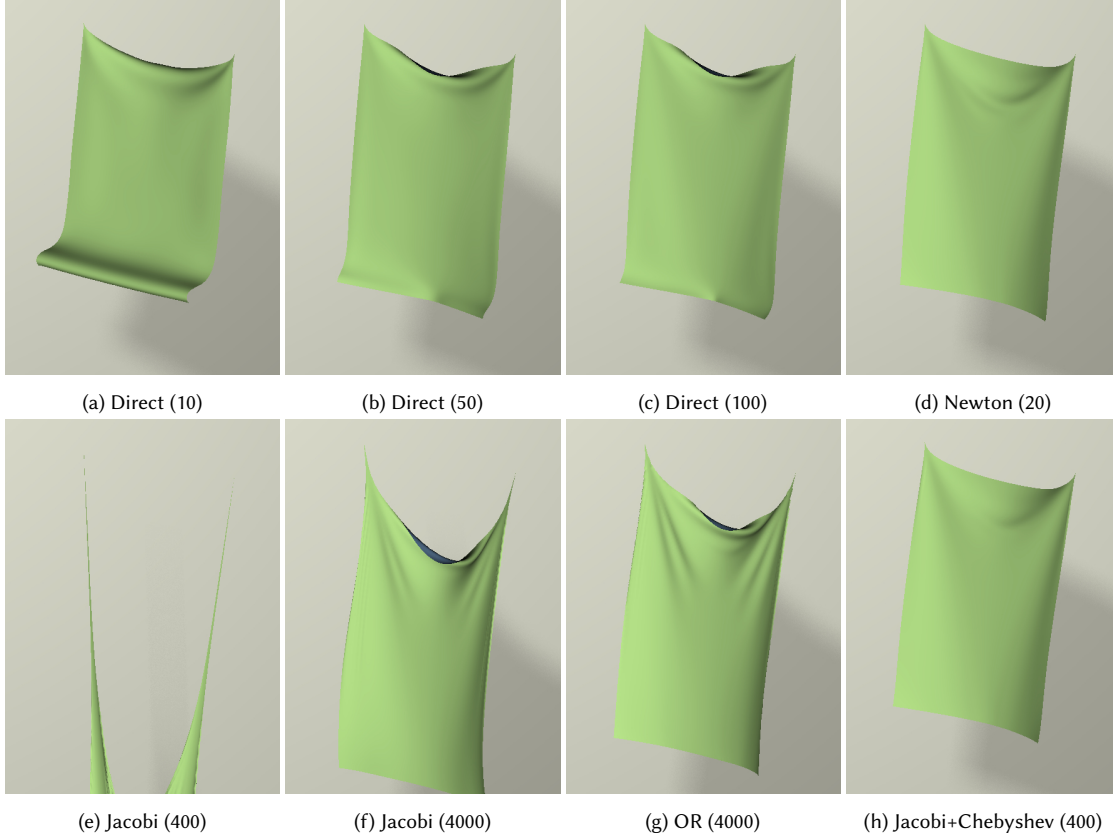 (a) Direct (10)
(b) Direct (50)
(c) Direct (100)
(d) Newton (20)
(e) Jacobi (400)
(f) Jacobi (4000)
(g) OR (4000)
(h) Jacobi+Chebyshev (400)